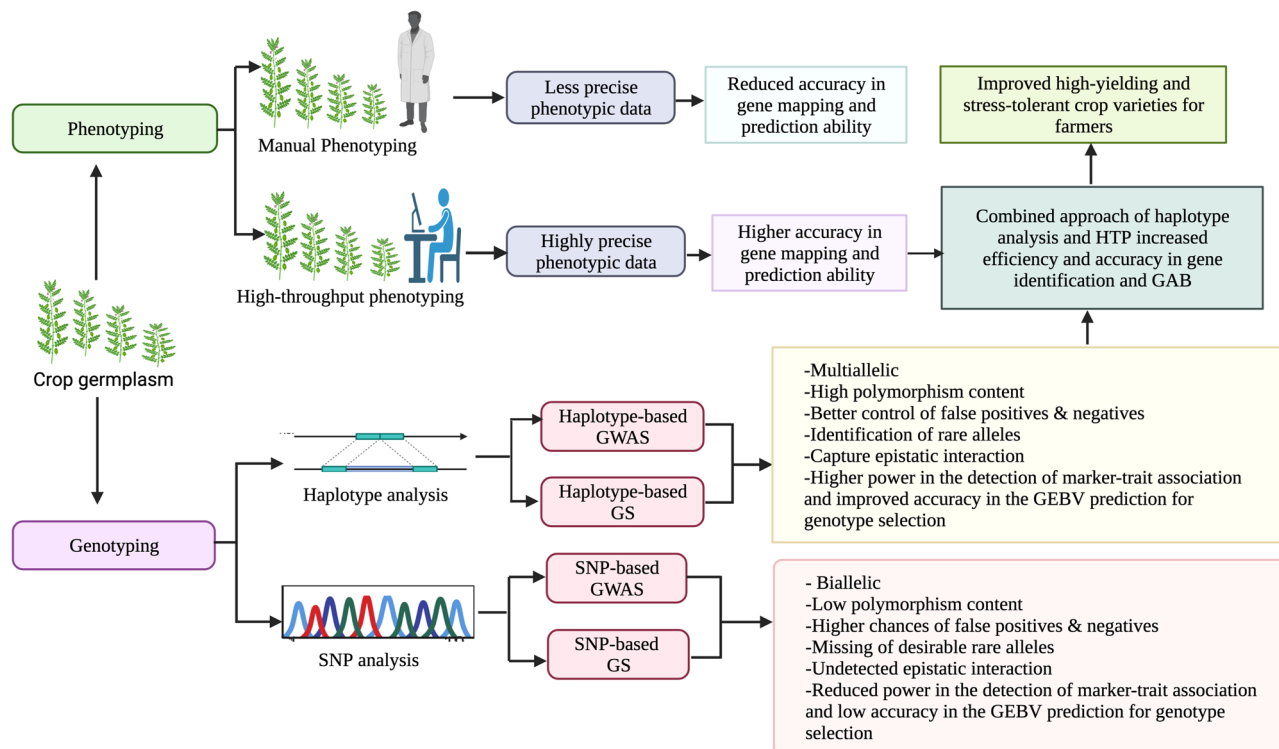 Phenotyping
Manual Phenotyping
Less precise
phenotypic data
Reduced accuracy in
gene mapping and
prediction ability
Improved high-yielding and
stress-tolerant crop varieties for
farmers
High-throughput phenotyping
Highly precise
phenotypic data
Higher accuracy in
gene mapping and
prediction ability
Combined approach of haplotype
analysis and HTP increased
efficiency and accuracy in gene
identification and GAB
Crop germplasm
Genotyping
Haplotype analysis
Haplotype-based
GWAS
Haplotype-based
GS
-Multiallelic
-High polymorphism content
-Better control of false positives & negatives
-Identification of rare alleles
-Capture epistatic interaction
-Higher power in the detection of marker-trait association
and improved accuracy in the GEBV prediction for
genotype selection
SNP analysis
SNP-based
GWAS
SNP-based
GS
- Biallelic
-Low polymorphism content
-Higher chances of false positives & negatives
-Missing of desirable rare alleles
-Undetected epistatic interaction
-Reduced power in the detection of marker-trait association
and low accuracy in the GEBV prediction for genotype
selection